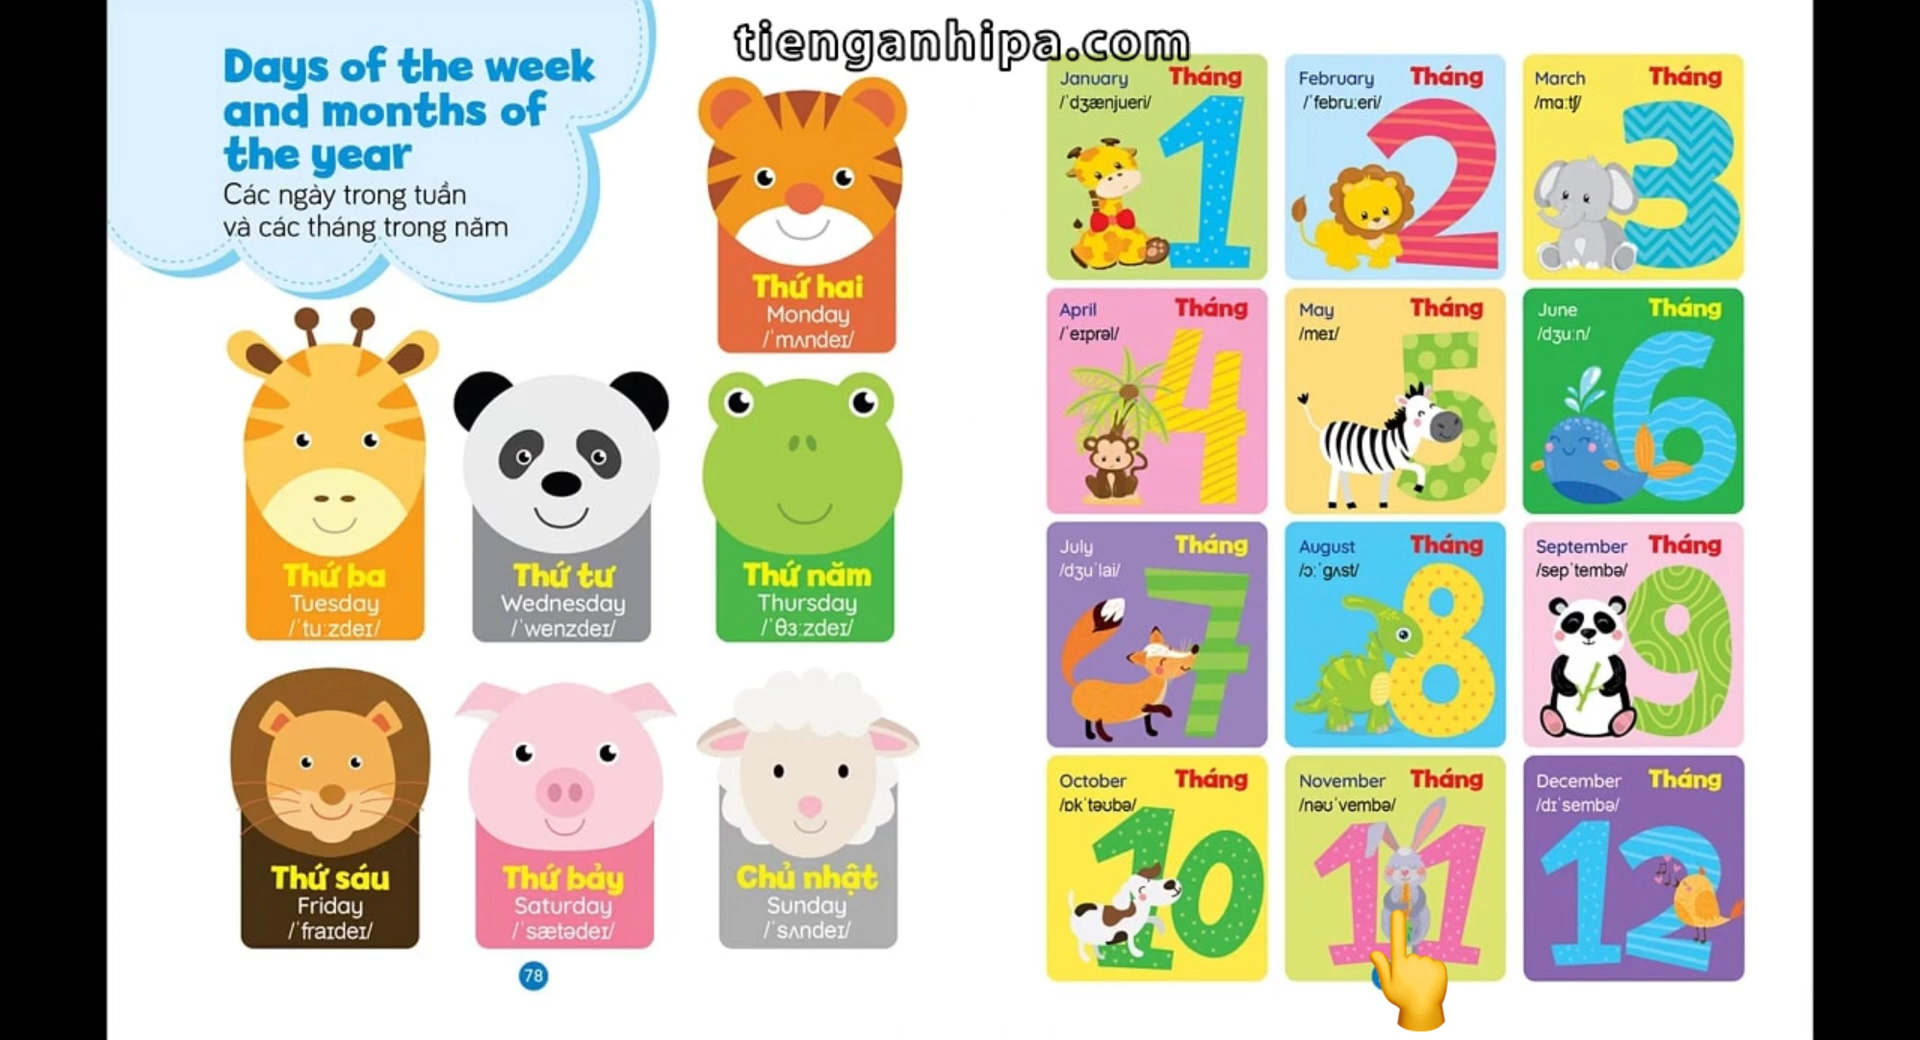 tienganhipa.com
Days of the week
and months of
the year
Các ngày trong tuần
và các tháng trong năm
Thứ hai
Monday
/ˈmʌndeɪ/
Thứ ba
Tuesday
/ˈtuːzdeɪ/
Thứ tư
Wednesday
/ˈwenzdeɪ/
Thứ năm
Thursday
/ˈθɜːzdeɪ/
Thứ sáu
Friday
/ˈfraɪdeɪ/
Thứ bảy
Saturday
/ˈsætədeɪ/
Chủ nhật
Sunday
/ˈsʌndeɪ/
78
January Tháng
/ˈdʒænjueri/
1
February Tháng
/ˈfebruːeri/
2
March Tháng
/mɑːtʃ/
3
April Tháng
/ˈeɪprəl/
4
May Tháng
/meɪ/
5
June Tháng
/dʒuːn/
6
July Tháng
/dʒuˈlai/
7
August Tháng
/ɔːˈɡʌst/
8
September Tháng
/sepˈtembə/
9
October Tháng
/ɒkˈtəʊbə/
10
November Tháng
/nəʊˈvembə/
11
December Tháng
/dɪˈsembə/
12